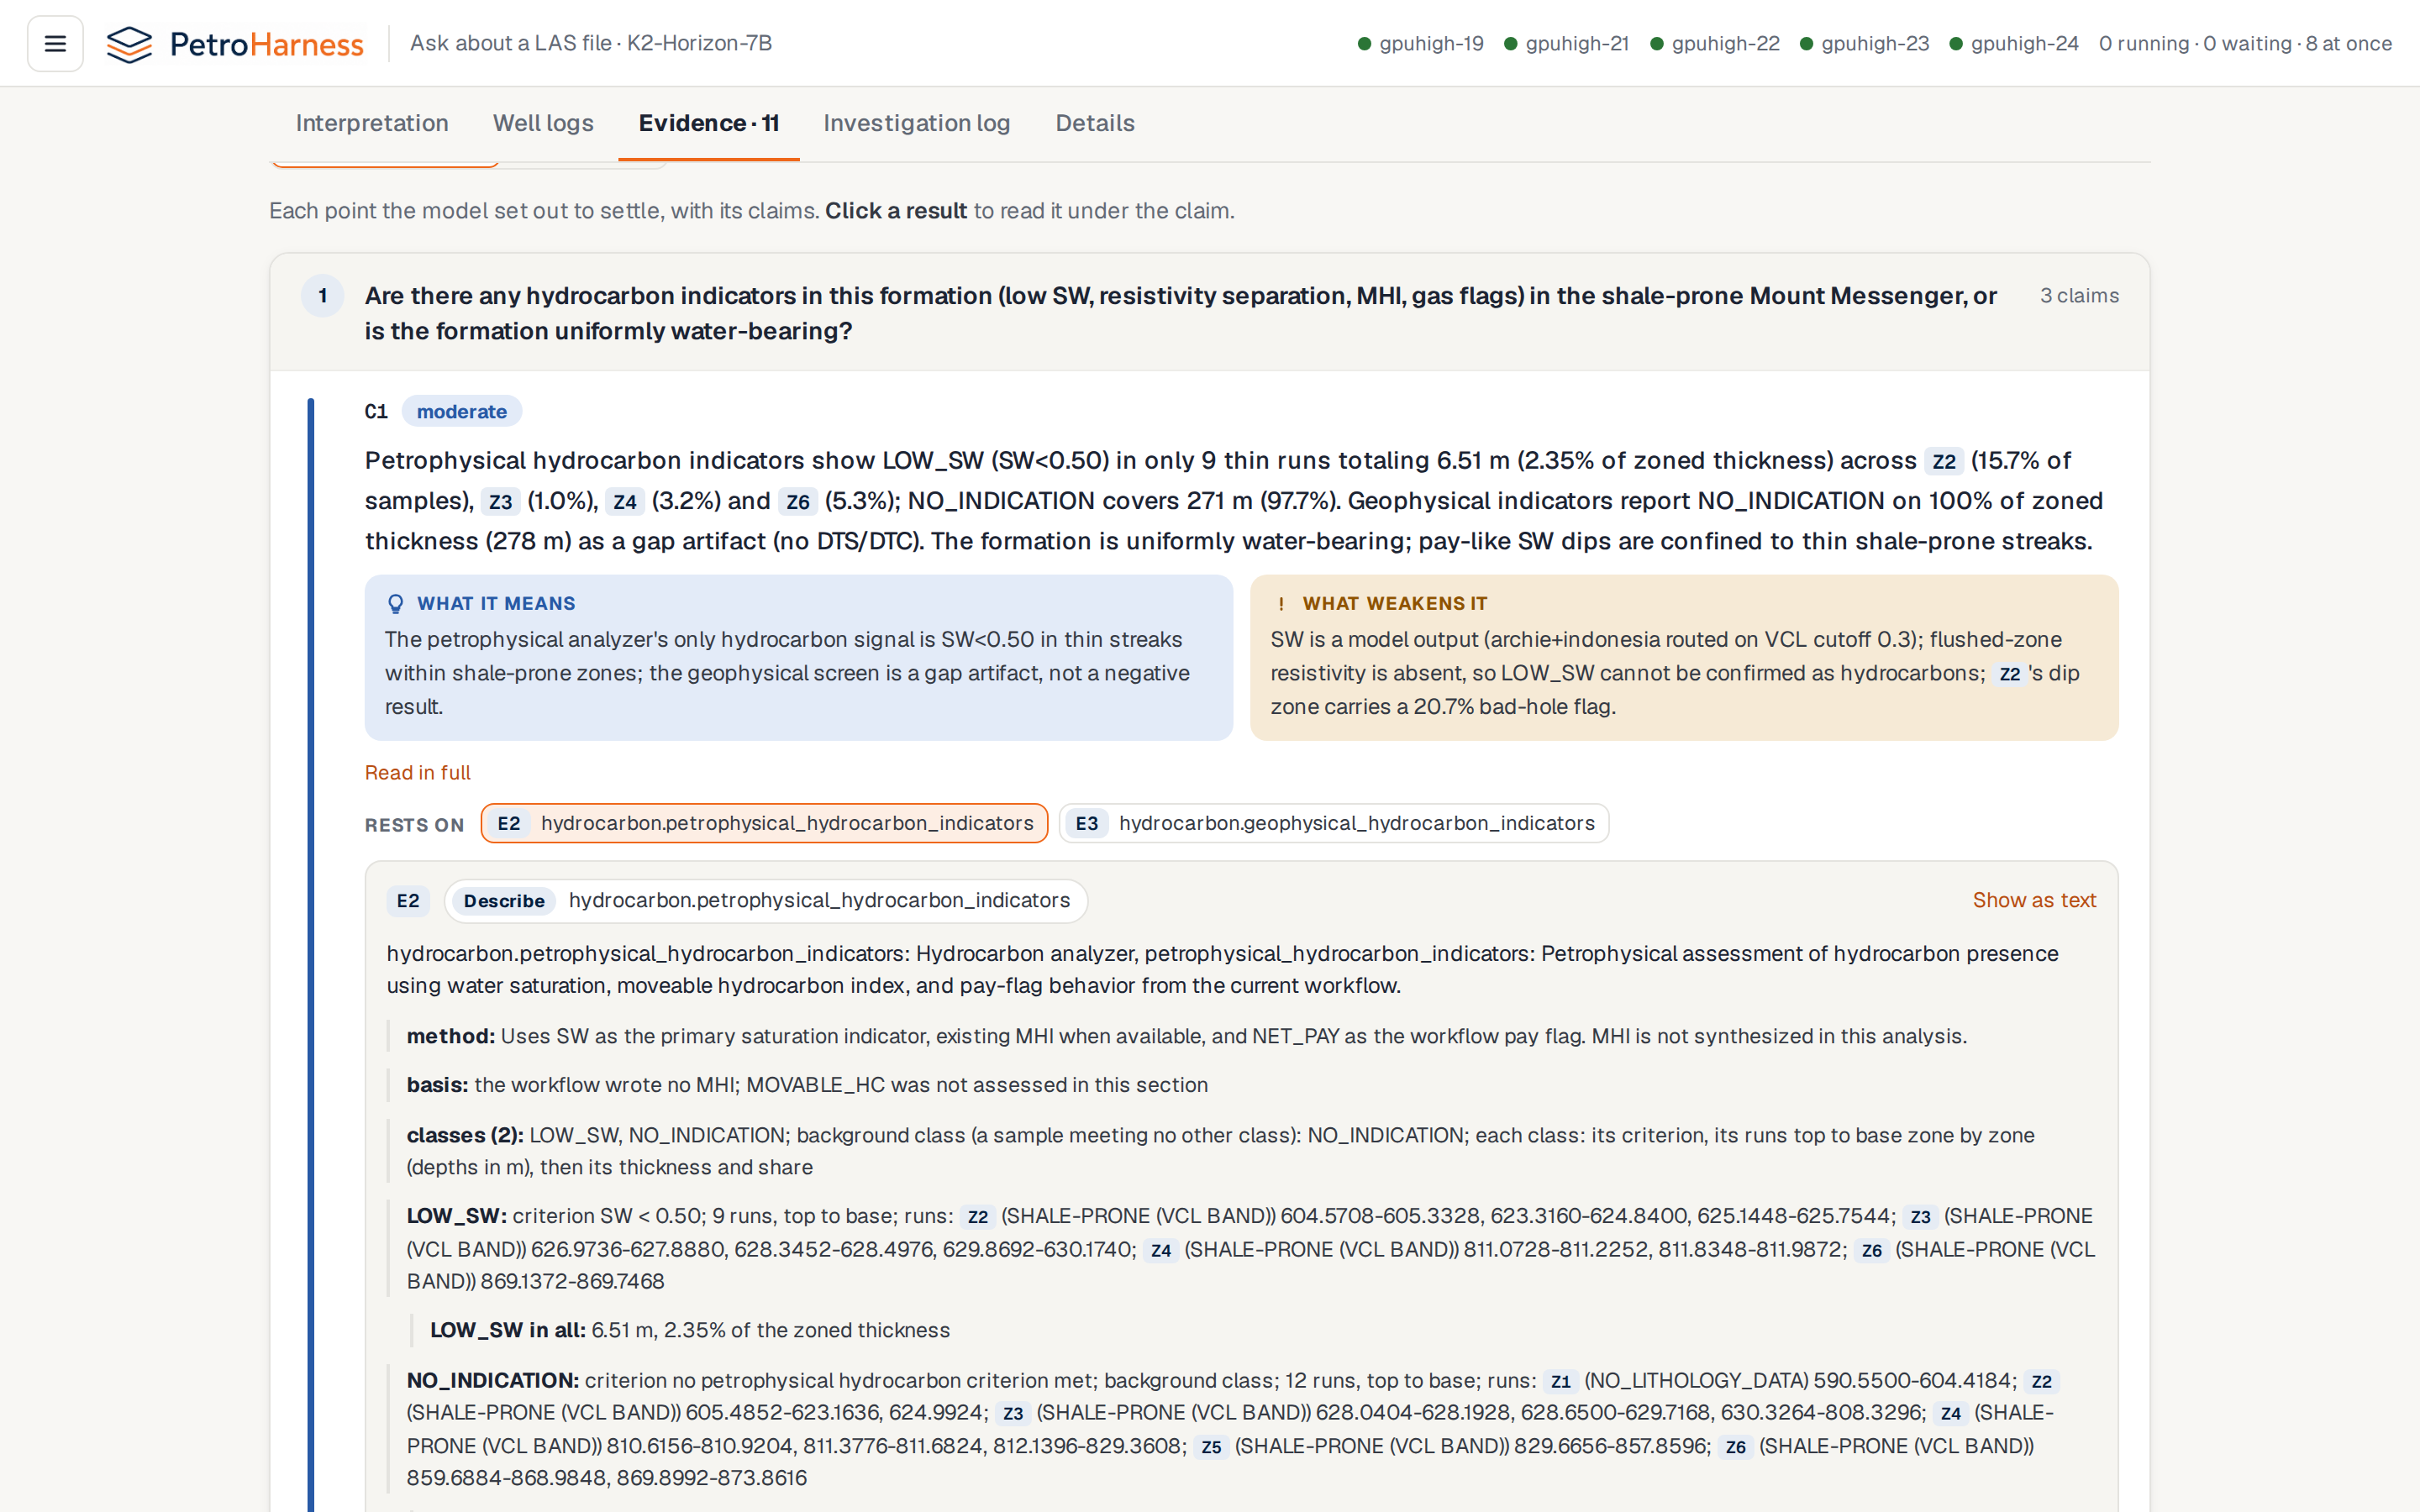 PetroHarness
Ask about a LAS file · K2-Horizon-7B
gpuhigh-19
gpuhigh-21
gpuhigh-22
gpuhigh-23
gpuhigh-24
0 running · 0 waiting · 8 at once
Interpretation
Well logs
Evidence · 11
Investigation log
Details
Each point the model set out to settle, with its claims. Click a result to read it under the claim.
1
Are there any hydrocarbon indicators in this formation (low SW, resistivity separation, MHI, gas flags) in the shale-prone Mount Messenger, or
is the formation uniformly water-bearing?
3 claims
C1 moderate
Petrophysical hydrocarbon indicators show LOW_SW (SW<0.50) in only 9 thin runs totaling 6.51 m (2.35% of zoned thickness) across Z2 (15.7% of
samples), Z3 (1.0%), Z4 (3.2%) and Z6 (5.3%); NO_INDICATION covers 271 m (97.7%). Geophysical indicators report NO_INDICATION on 100% of zoned
thickness (278 m) as a gap artifact (no DTS/DTC). The formation is uniformly water-bearing; pay-like SW dips are confined to thin shale-prone streaks.
WHAT IT MEANS
The petrophysical analyzer's only hydrocarbon signal is SW<0.50 in thin streaks
within shale-prone zones; the geophysical screen is a gap artifact, not a negative
result.
! WHAT WEAKENS IT
SW is a model output (archie+indonesia routed on VCL cutoff 0.3); flushed-zone
resistivity is absent, so LOW_SW cannot be confirmed as hydrocarbons; Z2 's dip
zone carries a 20.7% bad-hole flag.
Read in full
RESTS ON E2 hydrocarbon.petrophysical_hydrocarbon_indicators E3 hydrocarbon.geophysical_hydrocarbon_indicators
E2 Describe hydrocarbon.petrophysical_hydrocarbon_indicators
Show as text
hydrocarbon.petrophysical_hydrocarbon_indicators: Hydrocarbon analyzer, petrophysical_hydrocarbon_indicators: Petrophysical assessment of hydrocarbon presence
using water saturation, moveable hydrocarbon index, and pay-flag behavior from the current workflow.
method: Uses SW as the primary saturation indicator, existing MHI when available, and NET_PAY as the workflow pay flag. MHI is not synthesized in this analysis.
basis: the workflow wrote no MHI; MOVABLE_HC was not assessed in this section
classes (2): LOW_SW, NO_INDICATION; background class (a sample meeting no other class): NO_INDICATION; each class: its criterion, its runs top to base zone by zone
(depths in m), then its thickness and share
LOW_SW: criterion SW < 0.50; 9 runs, top to base; runs: Z2 (SHALE-PRONE (VCL BAND)) 604.5708-605.3328, 623.3160-624.8400, 625.1448-625.7544; Z3 (SHALE-PRONE
(VCL BAND)) 626.9736-627.8880, 628.3452-628.4976, 629.8692-630.1740; Z4 (SHALE-PRONE (VCL BAND)) 811.0728-811.2252, 811.8348-811.9872; Z6 (SHALE-PRONE (VCL
BAND)) 869.1372-869.7468
LOW_SW in all: 6.51 m, 2.35% of the zoned thickness
NO_INDICATION: criterion no petrophysical hydrocarbon criterion met; background class; 12 runs, top to base; runs: Z1 (NO_LITHOLOGY_DATA) 590.5500-604.4184; Z2
(SHALE-PRONE (VCL BAND)) 605.4852-623.1636, 624.9924; Z3 (SHALE-PRONE (VCL BAND)) 628.0404-628.1928, 628.6500-629.7168, 630.3264-808.3296; Z4 (SHALE-
PRONE (VCL BAND)) 810.6156-810.9204, 811.3776-811.6824, 812.1396-829.3608; Z5 (SHALE-PRONE (VCL BAND)) 829.6656-857.8596; Z6 (SHALE-PRONE (VCL BAND))
859.6884-868.9848, 869.8992-873.8616